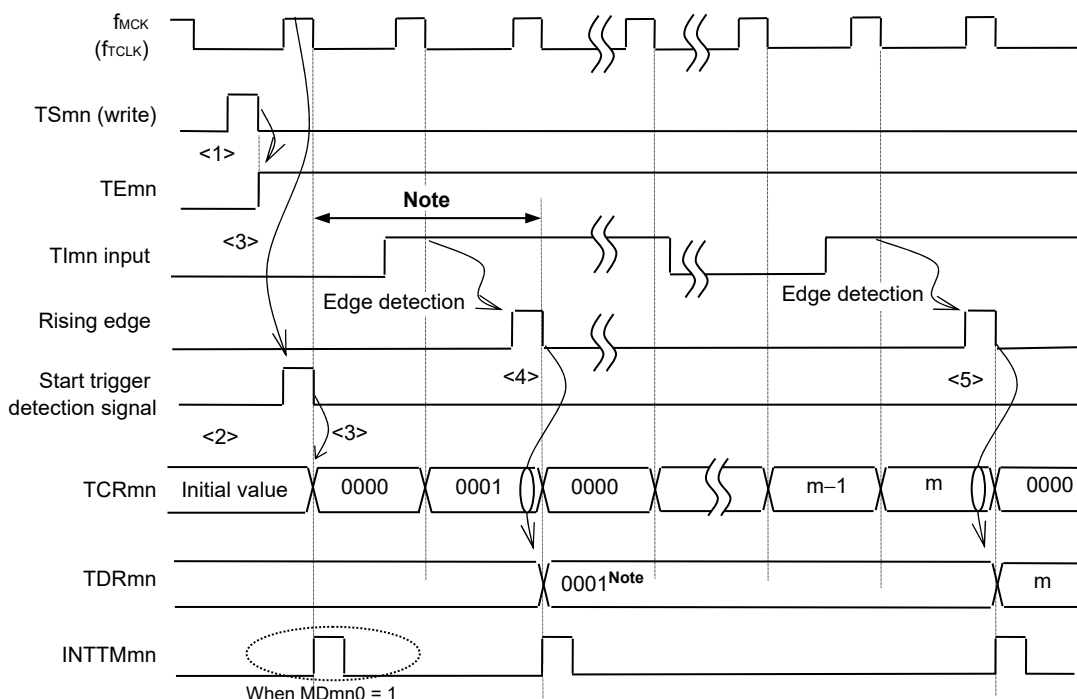 fMCK
(fTCLK)
TSmn (write)
<1>
TEmn
Note
<3>
TImn input
Edge detection
Edge detection
Rising edge
<4>
<5>
Start trigger
detection signal
<2>
<3>
TCRmn
Initial value
0000
0001
0000
m−1
m
0000
TDRmn
0001Note
m
INTTMmn
When MDmn0 = 1